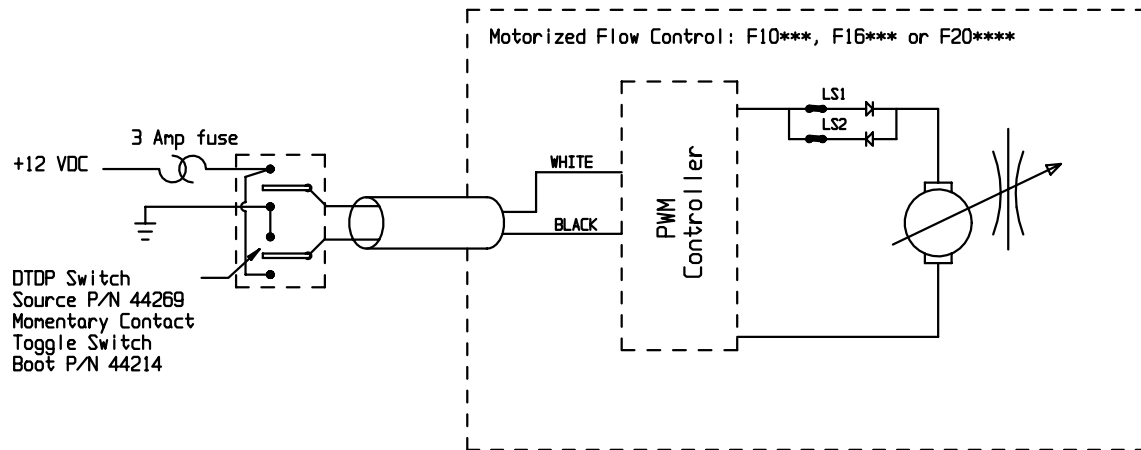 Motorized Flow Control: F10***, F16*** or F20****
LS1
LS2
3 Amp fuse
+12 VDC
WHITE
BLACK
PWM
Controller
DTDP Switch
Source P/N 44269
Momentary Contact
Toggle Switch
Boot P/N 44214